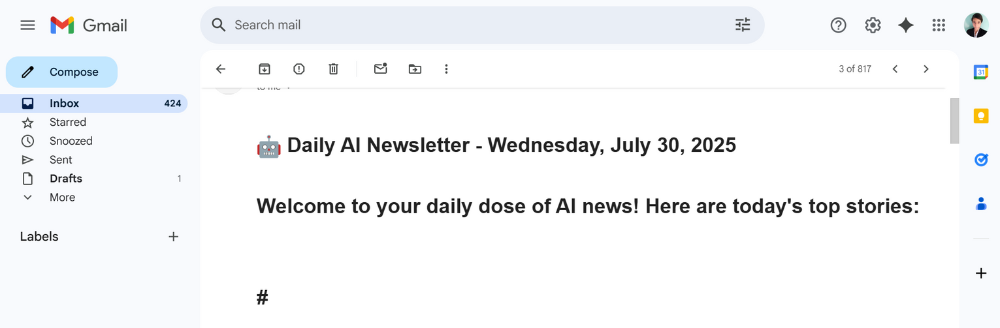 Gmail
Search mail
Compose
3 of 817
to me
Inbox 424
Starred
Snoozed
Sent
Drafts 1
More
Labels
🤖 Daily AI Newsletter - Wednesday, July 30, 2025
Welcome to your daily dose of AI news! Here are today's top stories:
#
31